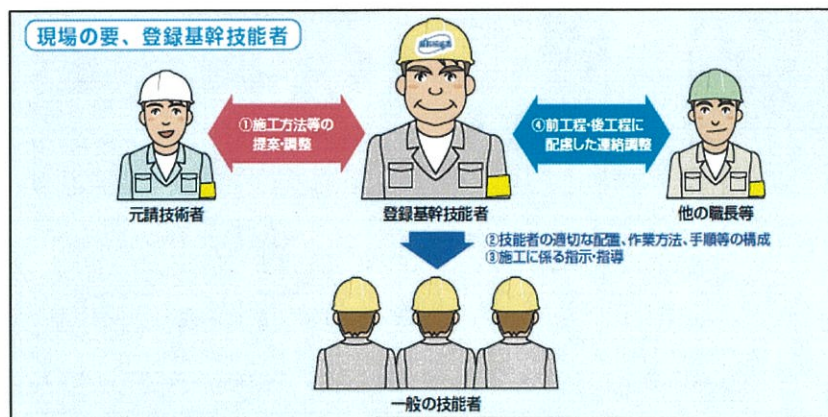 現場の要、登録基幹技能者
①施工方法等の
提案・調整
④前工程・後工程に
配慮した連絡調整
元請技術者
登録基幹技能者
他の職長等
②技能者の適切な配置、作業方法、手順等の構成
③施工に係る指示・指導
一般の技能者